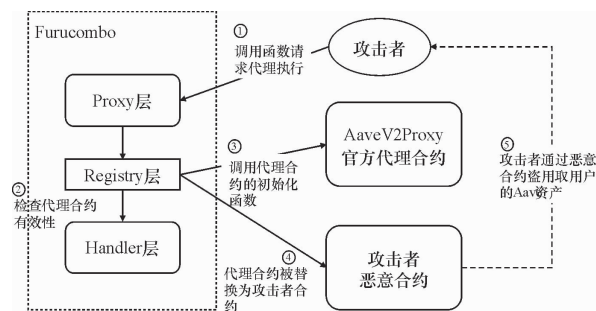 Furucombo
①
调用函数请
求代理执行
攻击者
Proxy层
AaveV2Proxy
官方代理合约
③
调用代理合
约的初始化
函数
⑤
攻击者通过恶意
合约盗用取用户
的Aave资产
Registry层
②
检查代理合约
有效性
Handler层
④
代理合约被替
换为攻击者合
约
攻击者
恶意合约